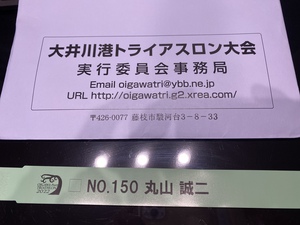 大井川港トライアスロン大会
実行委員会事務局
Email oigawatri@ybb.ne.jp
URL http://oigawatri.g2.xrea.com/
〒426-0077 藤枝市駿河台3-8-33
NO.150 丸山 誠二
2022